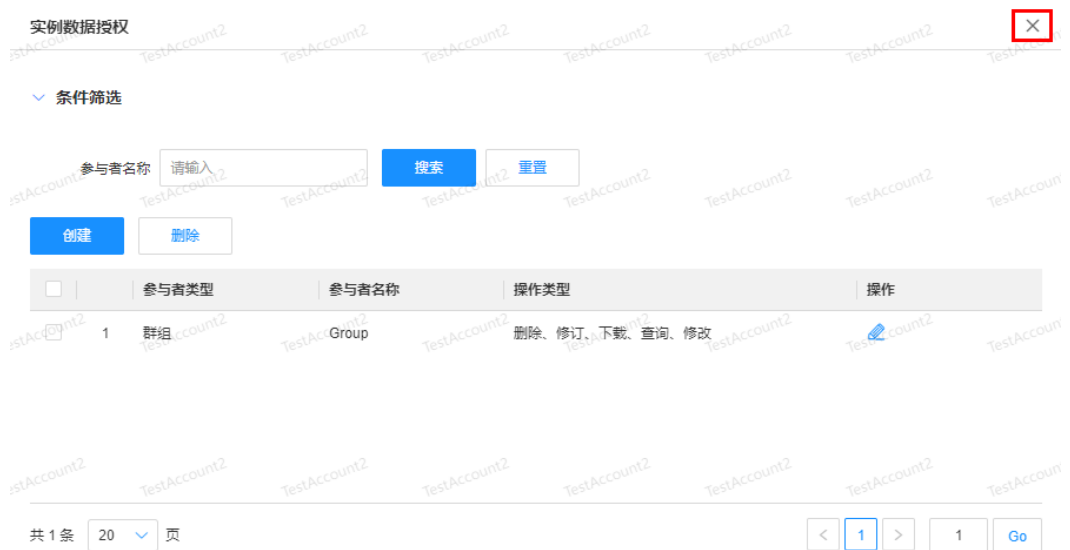 实例数据授权
条件筛选
参与者名称 请输入 搜索 重置
创建 删除
参与者类型 参与者名称 操作类型 操作
1 群组 Group 删除、修订、下载、查询、修改
共 1 条 20 页 1 1 Go
TestAccount2